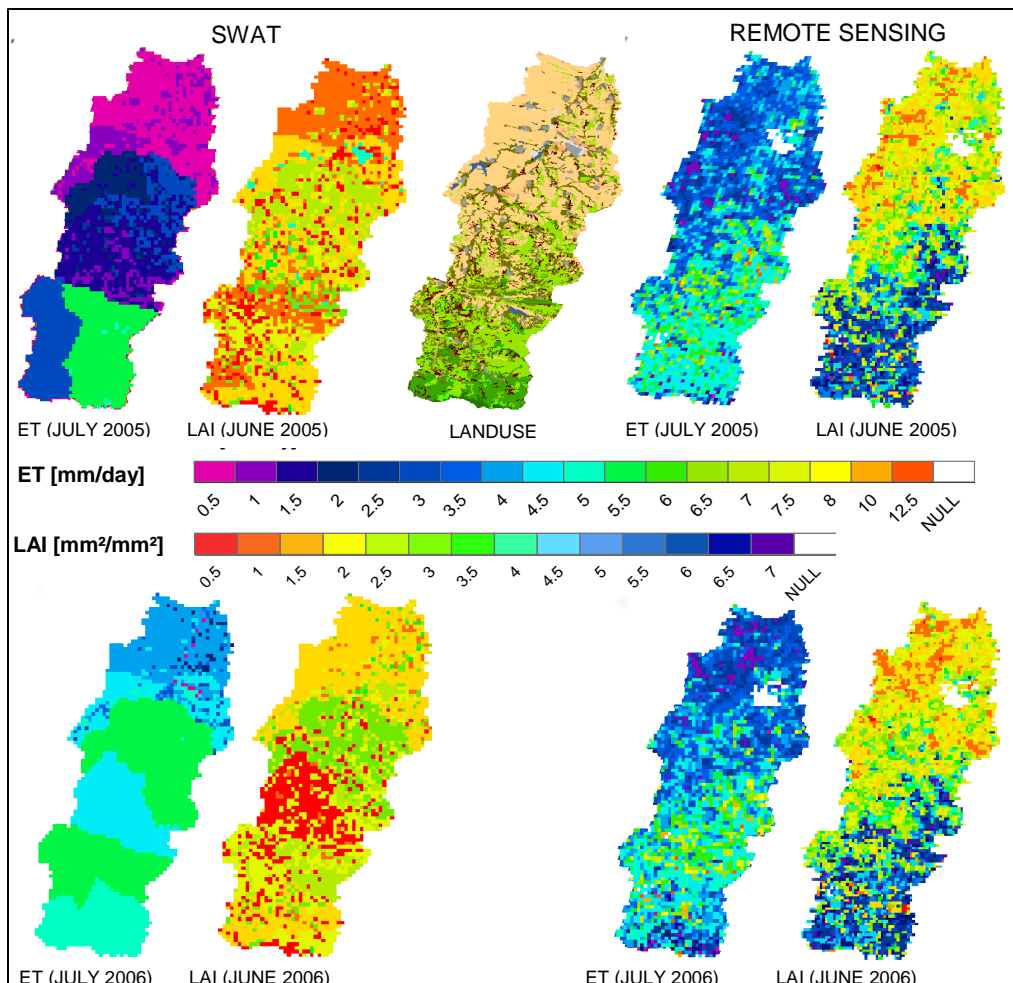 SWAT
REMOTE SENSING
ET (JULY 2005)
LAI (JUNE 2005)
LANDUSE
ET (JULY 2005)
LAI (JUNE 2005)
ET [mm/day]
0.5 1 1.5 2 2.5 3 3.5 4 4.5 5 5.5 6 6.5 7 7.5 8 10 12.5 NULL
LAI [mm²/mm²]
0.5 1 1.5 2 2.5 3 3.5 4 4.5 5 5.5 6 6.5 7 NULL
ET (JULY 2006)
LAI (JUNE 2006)
ET (JULY 2006)
LAI (JUNE 2006)